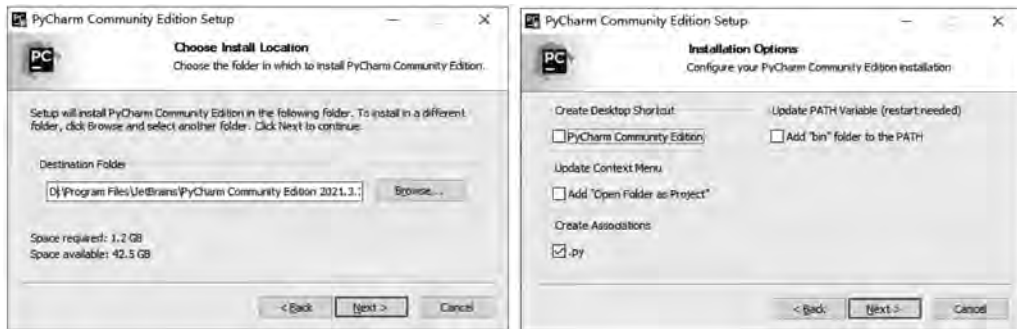 PyCharm Community Edition Setup
Choose Install Location
Choose the folder in which to install PyCharm Community Edition.
Setup will install PyCharm Community Edition in the following folder. To install in a different
folder, click Browse and select another folder. Click Next to continue.
Destination Folder
D:\Program Files\JetBrains\PyCharm Community Edition 2021.3.
Browse...
Space required: 1.2 GB
Space available: 42.5 GB
< Back
Next >
Cancel
PyCharm Community Edition Setup
Installation Options
Configure your PyCharm Community Edition installation
Create Desktop Shortcut
Update PATH Variable (restart needed)
PyCharm Community Edition
Add "bin" folder to the PATH
Update Context Menu
Add "Open Folder as Project"
Create Associations
.py
< Back
Next >
Cancel